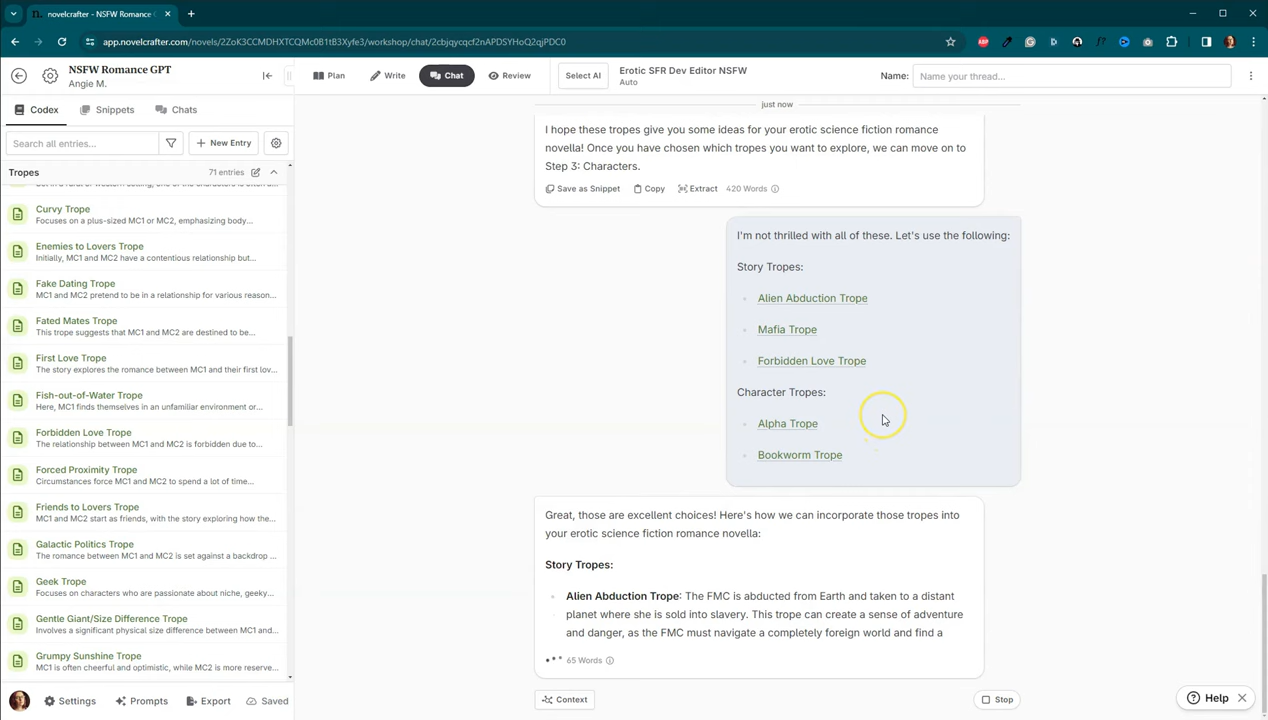 novelcrafter - NSFW Romance G
app.novelcrafter.com/novels/2ZoK3CCMDHXTCQMc0B1tB3Xyfe3/workshop/chat/2cbjqycqcf2nAPDSYHoQ2qjPDC0
NSFW Romance GPT
Angie M.
Plan
Write
Chat
Review
Select AI
Erotic SFR Dev Editor NSFW
Auto
Name:
Name your thread...
Codex
Snippets
Chats
Search all entries...
+ New Entry
Tropes
71 entries
Curvy Trope
Focuses on a plus-sized MC1 or MC2, emphasizing body...
Enemies to Lovers Trope
Initially, MC1 and MC2 have a contentious relationship but...
Fake Dating Trope
MC1 and MC2 pretend to be in a relationship for various reason...
Fated Mates Trope
This trope suggests that MC1 and MC2 are destined to be...
First Love Trope
The story explores the romance between MC1 and their first lov...
Fish-out-of-Water Trope
Here, MC1 finds themselves in an unfamiliar environment or...
Forbidden Love Trope
The relationship between MC1 and MC2 is forbidden due to...
Forced Proximity Trope
Circumstances force MC1 and MC2 to spend a lot of time...
Friends to Lovers Trope
MC1 and MC2 start as friends, with the story exploring how the...
Galactic Politics Trope
The romance between MC1 and MC2 is set against a backdrop ...
Geek Trope
Focuses on characters who are passionate about niche, geeky...
Gentle Giant/Size Difference Trope
Involves a significant physical size difference between MC1 and...
Grumpy Sunshine Trope
MC1 is often cheerful and optimistic, while MC2 is more reserve...
Settings
Prompts
Export
Saved
just now
I hope these tropes give you some ideas for your erotic science fiction romance
novella! Once you have chosen which tropes you want to explore, we can move on to
Step 3: Characters.
Save as Snippet
Copy
Extract
420 Words
I'm not thrilled with all of these. Let's use the following:
Story Tropes:
Alien Abduction Trope
Mafia Trope
Forbidden Love Trope
Character Tropes:
Alpha Trope
Bookworm Trope
Great, those are excellent choices! Here's how we can incorporate those tropes into
your erotic science fiction romance novella:
Story Tropes:
Alien Abduction Trope: The FMC is abducted from Earth and taken to a distant
planet where she is sold into slavery. This trope can create a sense of adventure
and danger, as the FMC must navigate a completely foreign world and find a
65 Words
Context
Stop
Help